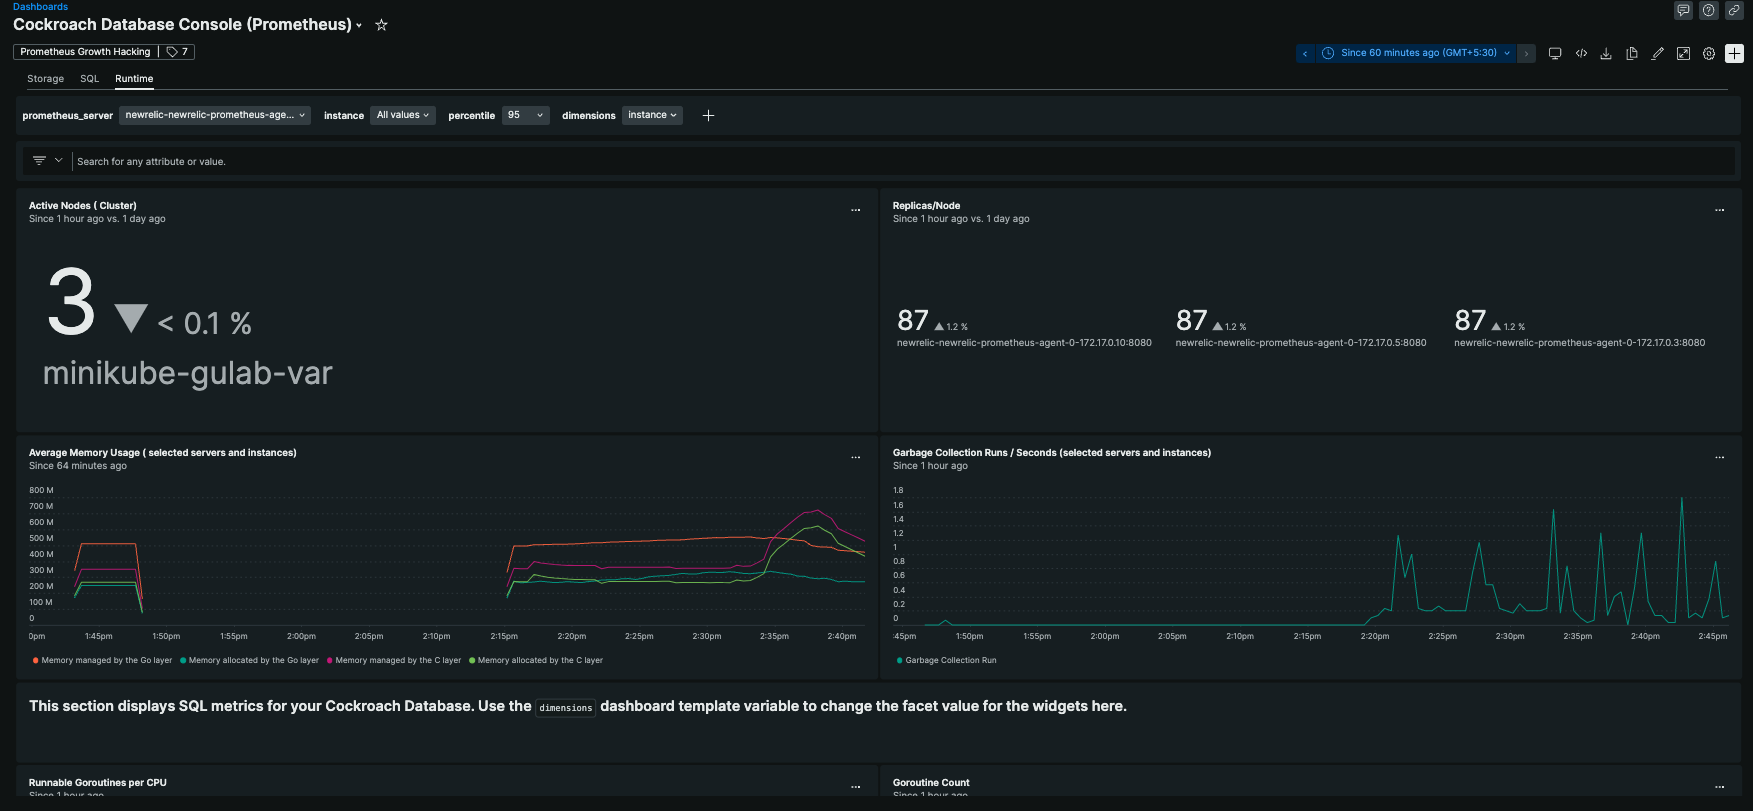 Dashboards
Cockroach Database Console (Prometheus)
Prometheus Growth Hacking | 7
Since 60 minutes ago (GMT+5:30)
Storage SQL Runtime
prometheus_server newrelic-newrelic-prometheus-age... instance All values percentile 95 dimensions instance
Search for any attribute or value.
Active Nodes ( Cluster)
Since 1 hour ago vs. 1 day ago
3 < 0.1 %
minikube-gulab-var
Replicas/Node
Since 1 hour ago vs. 1 day ago
87 1.2 % 87 1.2 % 87 1.2 %
newrelic-newrelic-prometheus-agent-0-172.17.0.10:8080 newrelic-newrelic-prometheus-agent-0-172.17.0.5:8080 newrelic-newrelic-prometheus-agent-0-172.17.0.3:8080
Average Memory Usage ( selected servers and instances)
Since 64 minutes ago
800 M
700 M
600 M
500 M
400 M
300 M
200 M
100 M
0
0pm 1:45pm 1:50pm 1:55pm 2:00pm 2:05pm 2:10pm 2:15pm 2:20pm 2:25pm 2:30pm 2:35pm 2:40pm
Memory managed by the Go layer Memory allocated by the Go layer Memory managed by the C layer Memory allocated by the C layer
Garbage Collection Runs / Seconds (selected servers and instances)
Since 1 hour ago
1.8
1.6
1.4
1.2
1
0.8
0.6
0.4
0.2
0
:45pm 1:50pm 1:55pm 2:00pm 2:05pm 2:10pm 2:15pm 2:20pm 2:25pm 2:30pm 2:35pm 2:40pm 2:45pm
Garbage Collection Run
This section displays SQL metrics for your Cockroach Database. Use the dimensions dashboard template variable to change the facet value for the widgets here.
Runnable Goroutines per CPU
Since 1 hour ago
Goroutine Count
Since 1 hour ago